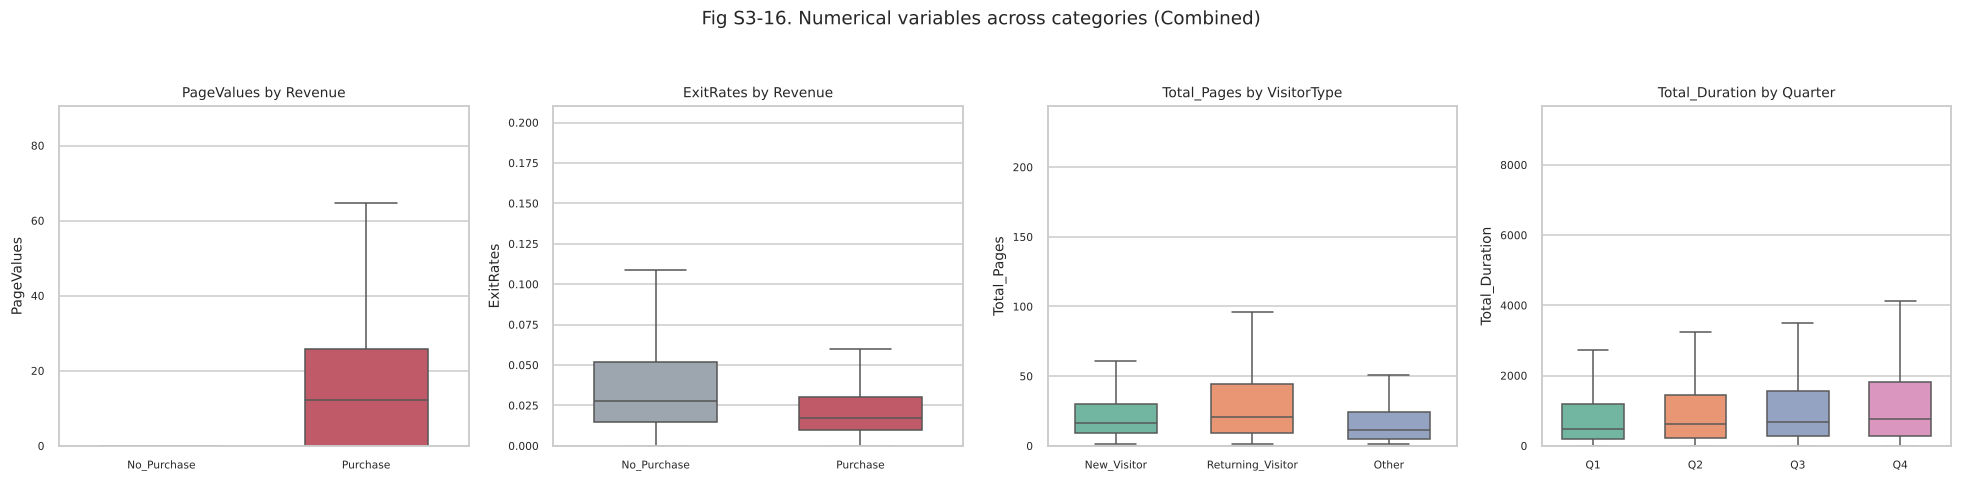 Fig S3-16. Numerical variables across categories (Combined)
PageValues by Revenue
PageValues
80
60
40
20
0
No_Purchase
Purchase
ExitRates by Revenue
ExitRates
0.200
0.175
0.150
0.125
0.100
0.075
0.050
0.025
0.000
No_Purchase
Purchase
Total_Pages by VisitorType
Total_Pages
200
150
100
50
0
New_Visitor
Returning_Visitor
Other
Total_Duration by Quarter
Total_Duration
8000
6000
4000
2000
0
Q1
Q2
Q3
Q4